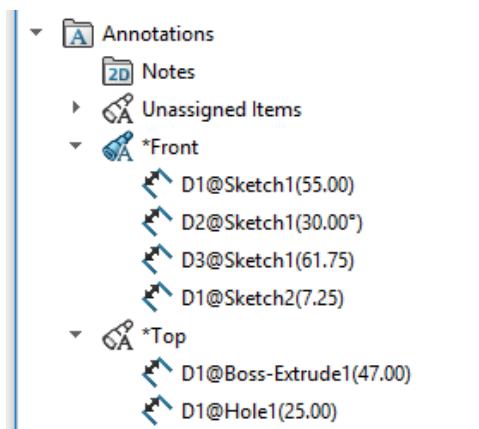 Annotations
Notes
Unassigned Items
*Front
D1@Sketch1(55.00)
D2@Sketch1(30.00°)
D3@Sketch1(61.75)
D1@Sketch2(7.25)
*Top
D1@Boss-Extrude1(47.00)
D1@Hole1(25.00)